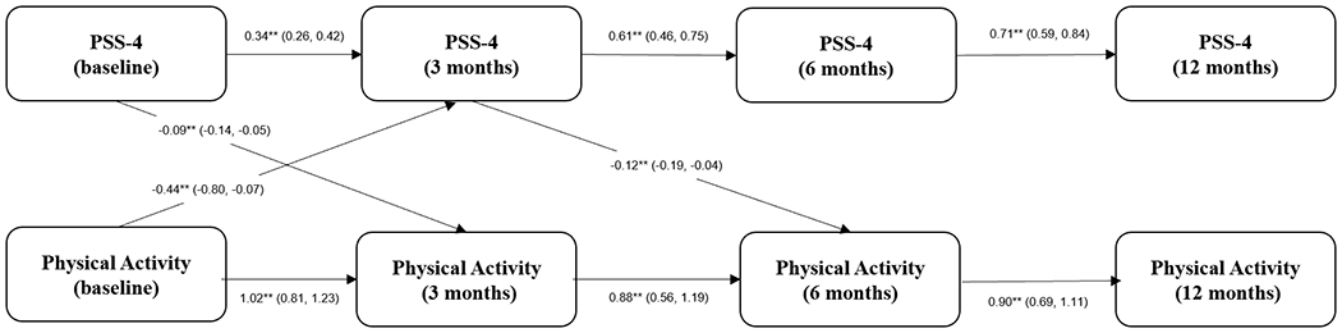 PSS-4
(baseline)
0.34** (0.26, 0.42)
PSS-4
(3 months)
0.61** (0.46, 0.75)
PSS-4
(6 months)
0.71** (0.59, 0.84)
PSS-4
(12 months)
-0.09** (-0.14, -0.05)
-0.12** (-0.19, -0.04)
-0.44** (-0.80, -0.07)
Physical Activity
(baseline)
1.02** (0.81, 1.23)
Physical Activity
(3 months)
0.88** (0.56, 1.19)
Physical Activity
(6 months)
0.90** (0.69, 1.11)
Physical Activity
(12 months)